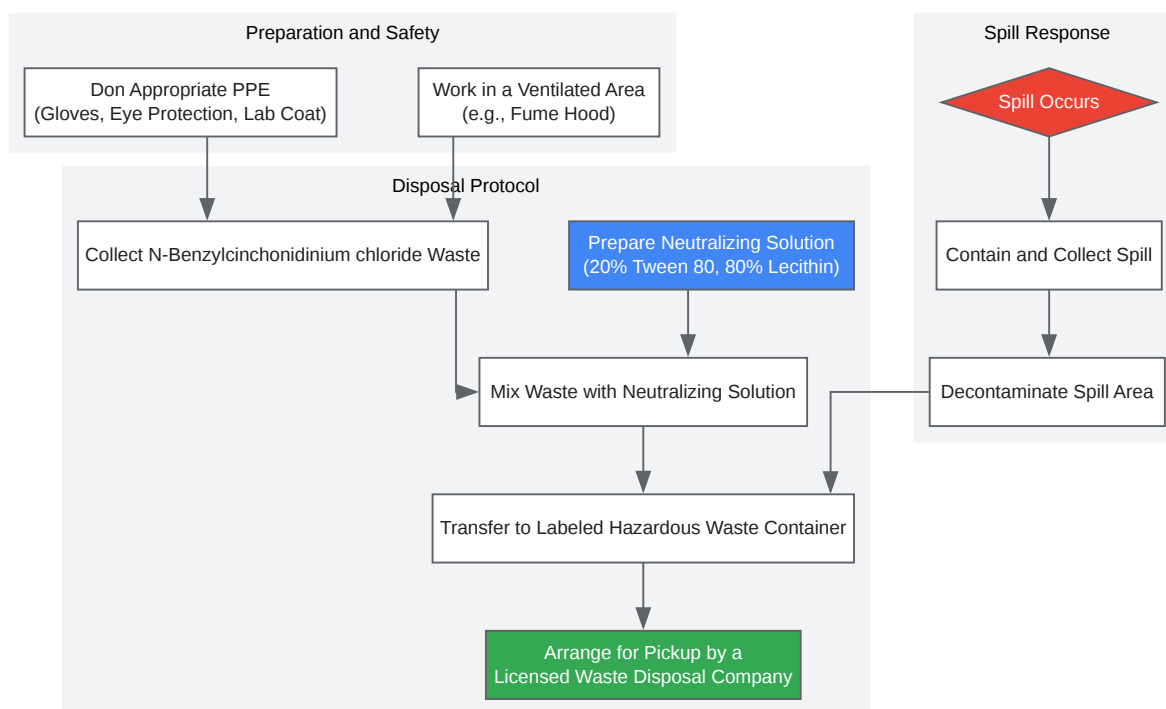 Preparation and Safety
Spill Response
Don Appropriate PPE
(Gloves, Eye Protection, Lab Coat)
Work in a Ventilated Area
(e.g., Fume Hood)
Spill Occurs
Disposal Protocol
Collect N-Benzylcinchonidinium chloride Waste
Prepare Neutralizing Solution
(20% Tween 80, 80% Lecithin)
Contain and Collect Spill
Mix Waste with Neutralizing Solution
Decontaminate Spill Area
Transfer to Labeled Hazardous Waste Container
Arrange for Pickup by a
Licensed Waste Disposal Company